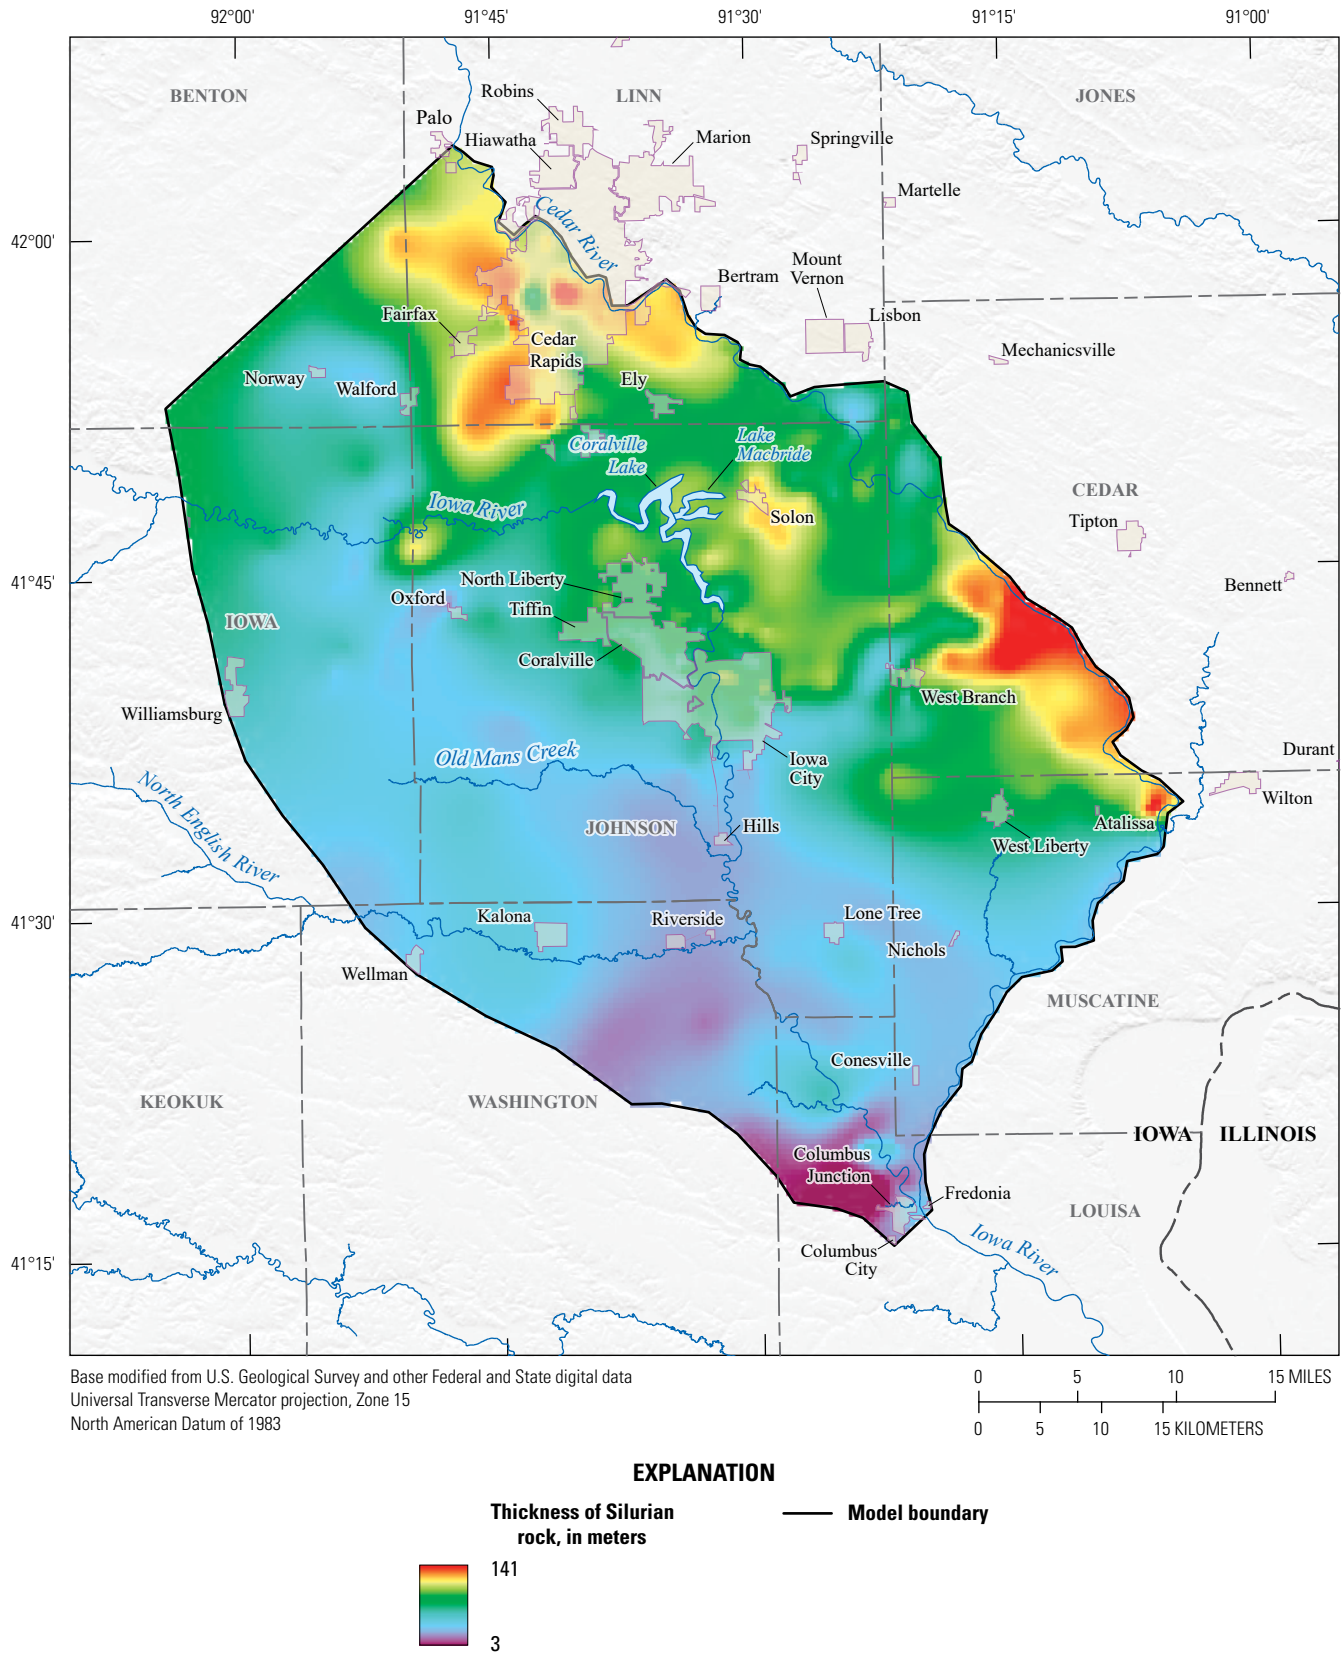 92°00'
91°45'
91°30'
91°15'
91°00'
BENTON
LINN
JONES
Robins
Palo
Hiawatha
Marion
Springville
Martelle
Cedar River
42°00'
Mount
Vernon
Bertram
Lisbon
Fairfax
Cedar
Rapids
Mechanicsville
Norway
Walford
Ely
Coralville
Lake
Lake
Macbride
CEDAR
Iowa River
Solon
Tipton
41°45'
North Liberty
Bennett
Oxford
Tiffin
IOWA
Coralville
West Branch
Williamsburg
Old Mans Creek
Iowa
City
Durant
North English River
Wilton
JOHNSON
Hills
Atalissa
West Liberty
41°30'
Kalona
Riverside
Lone Tree
Nichols
Wellman
MUSCATINE
Conesville
KEOKUK
WASHINGTON
IOWA
ILLINOIS
Columbus
Junction
Fredonia
LOUISA
Iowa River
Columbus
City
41°15'
Base modified from U.S. Geological Survey and other Federal and State digital data
Universal Transverse Mercator projection, Zone 15
North American Datum of 1983
0 5 10 15 MILES
0 5 10 15 KILOMETERS
EXPLANATION
Thickness of Silurian
rock, in meters
Model boundary
141
3